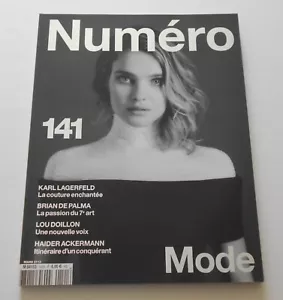 Numéro
141
KARL LAGERFELD
La couture enchantée
BRIAN DE PALMA
La passion du 7e art
LOU DOILLON
Une nouvelle voix
HAIDER ACKERMANN
Itinéraire d'un conquérant
Mode